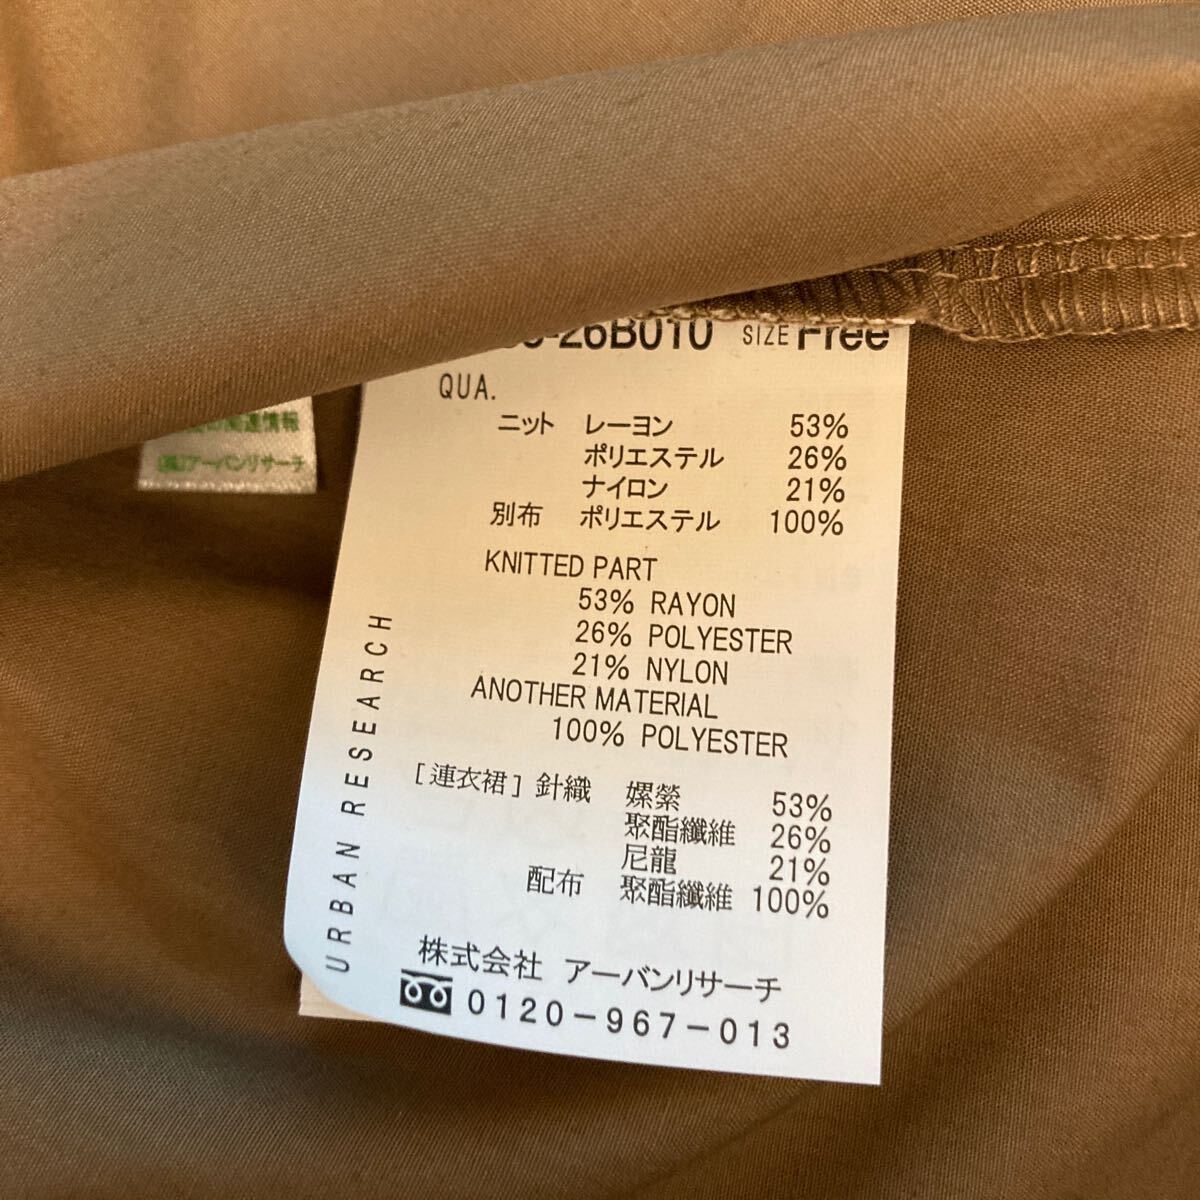 -26B010 SIZE Free
QUA.
ニット レーヨン 53%
ポリエステル 26%
ナイロン 21%
別布 ポリエステル 100%
KNITTED PART
53% RAYON
26% POLYESTER
21% NYLON
ANOTHER MATERIAL
100% POLYESTER
[連衣裙] 針織 嫘縈 53%
聚酯纖維 26%
尼龍 21%
配布 聚酯纖維 100%
株式会社 アーバンリサーチ
0120-967-013
URBAN RESEARCH
関連情報
(株)アーバンリサーチ